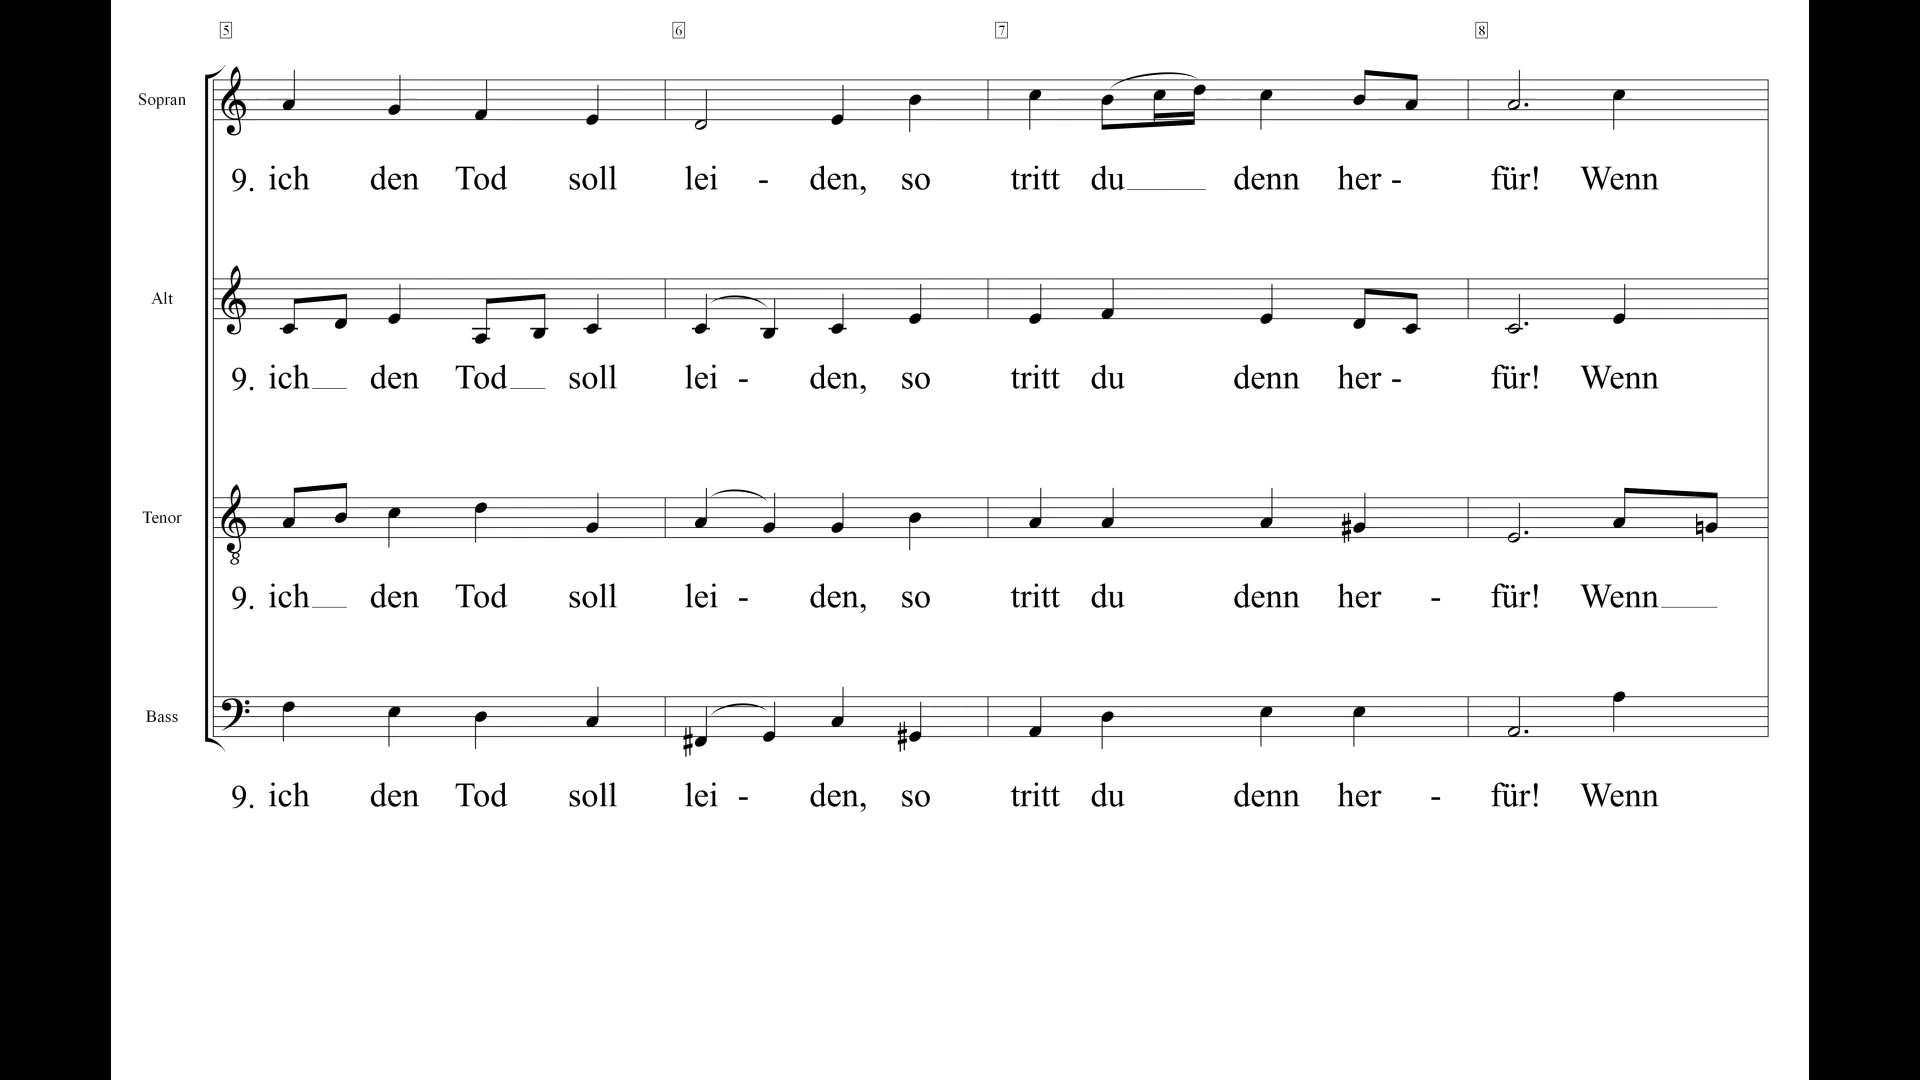 5 6 7 8
Sopran
9. ich den Tod soll lei - den, so tritt du denn her - für! Wenn
Alt
9. ich den Tod soll lei - den, so tritt du denn her - für! Wenn
Tenor
8
9. ich den Tod soll lei - den, so tritt du denn her - für! Wenn
Bass
9. ich den Tod soll lei - den, so tritt du denn her - für! Wenn